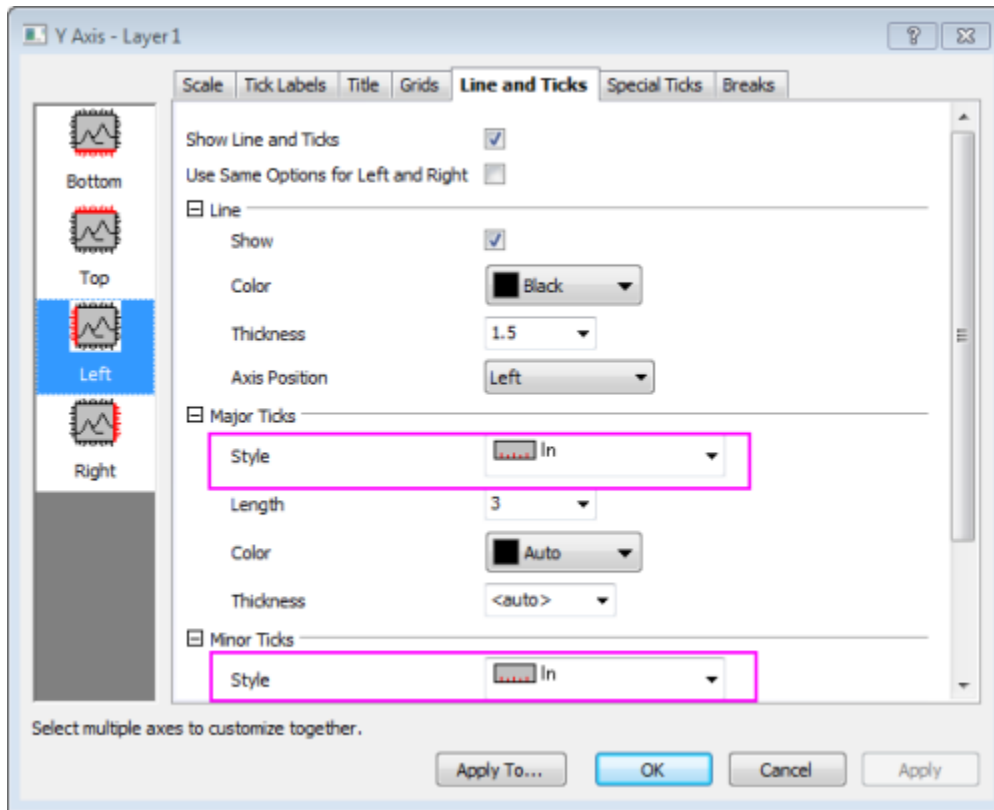 Y Axis - Layer 1
Scale Tick Labels Title Grids Line and Ticks Special Ticks Breaks
Bottom
Top
Left
Right
Show Line and Ticks
Use Same Options for Left and Right
Line
Show
Color Black
Thickness 1.5
Axis Position Left
Major Ticks
Style In
Length 3
Color Auto
Thickness <auto>
Minor Ticks
Style In
Select multiple axes to customize together.
Apply To... OK Cancel Apply